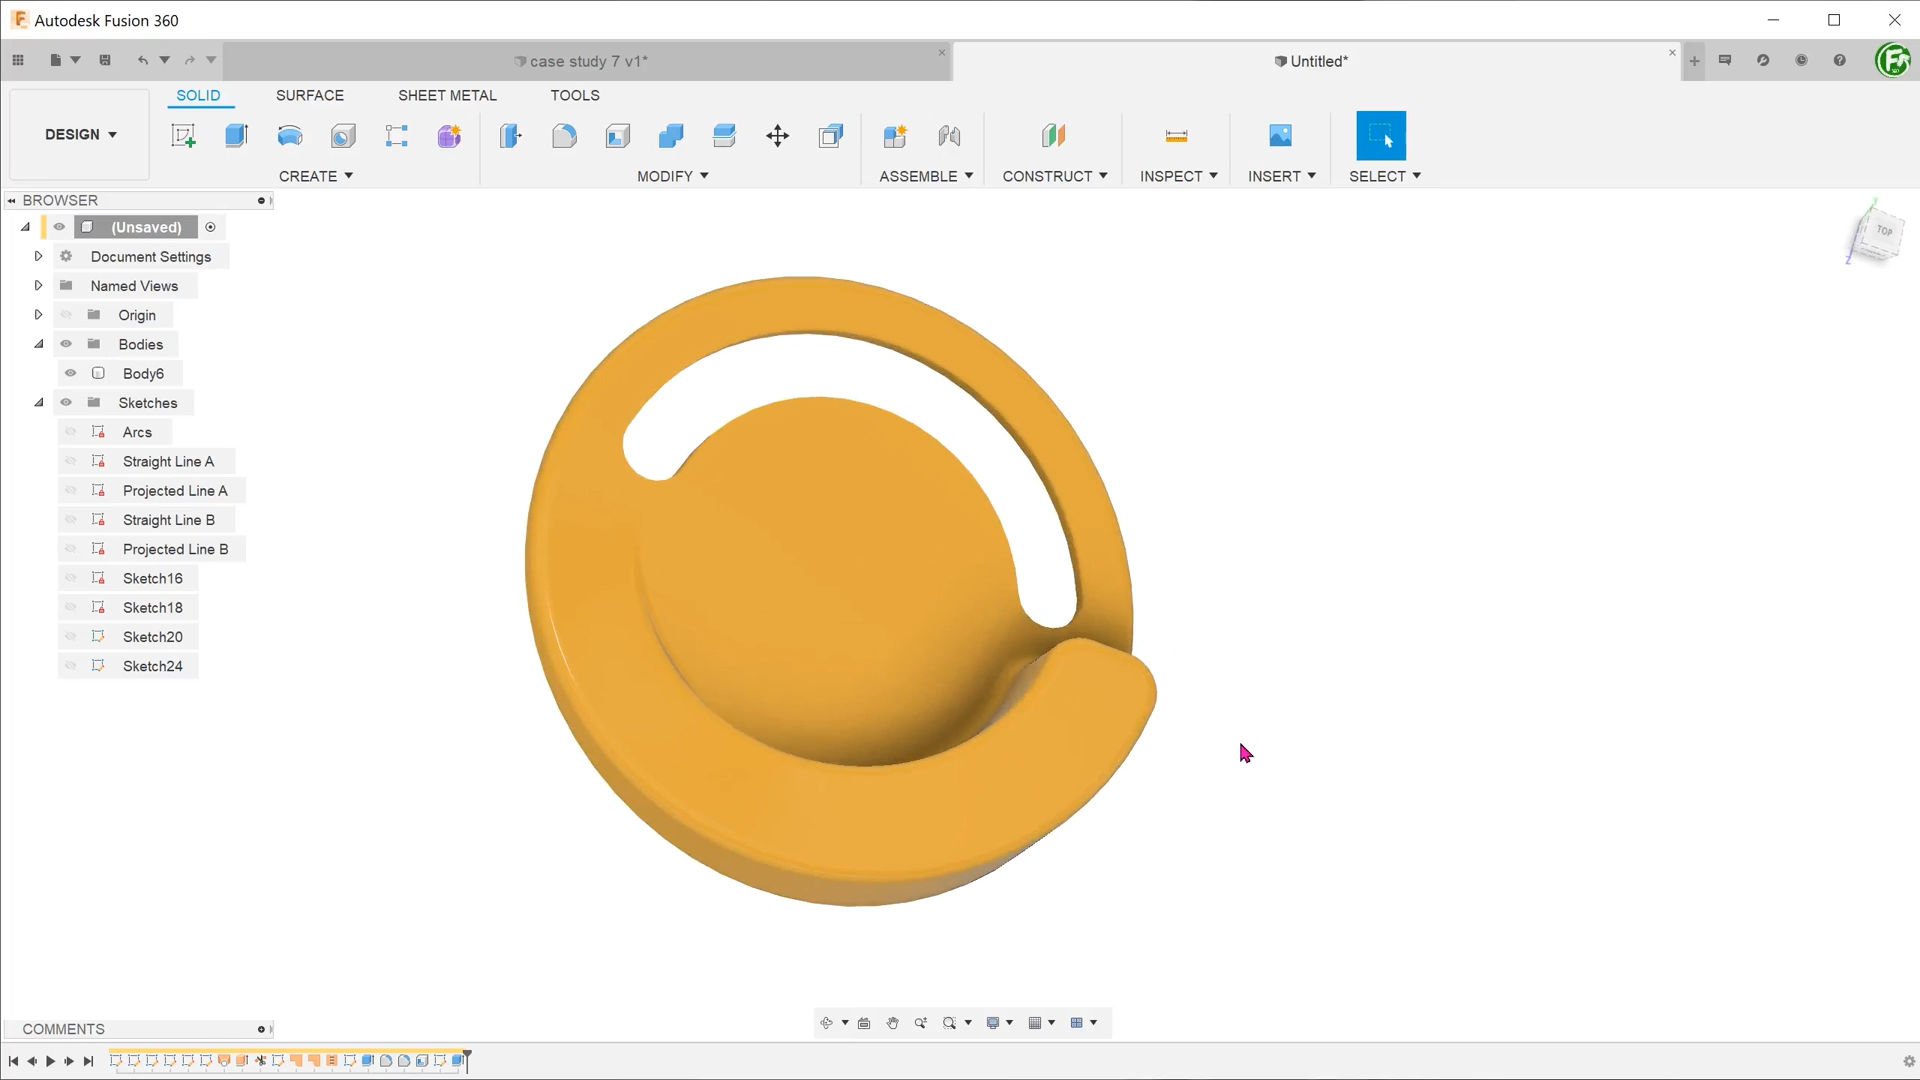 Autodesk Fusion 360
case study 7 v1*
Untitled*
SOLID SURFACE SHEET METAL TOOLS
DESIGN
CREATE MODIFY ASSEMBLE CONSTRUCT INSPECT INSERT SELECT
BROWSER
(Unsaved)
Document Settings
Named Views
Origin
Bodies
Body6
Sketches
Arcs
Straight Line A
Projected Line A
Straight Line B
Projected Line B
Sketch16
Sketch18
Sketch20
Sketch24
TOP
Z
COMMENTS